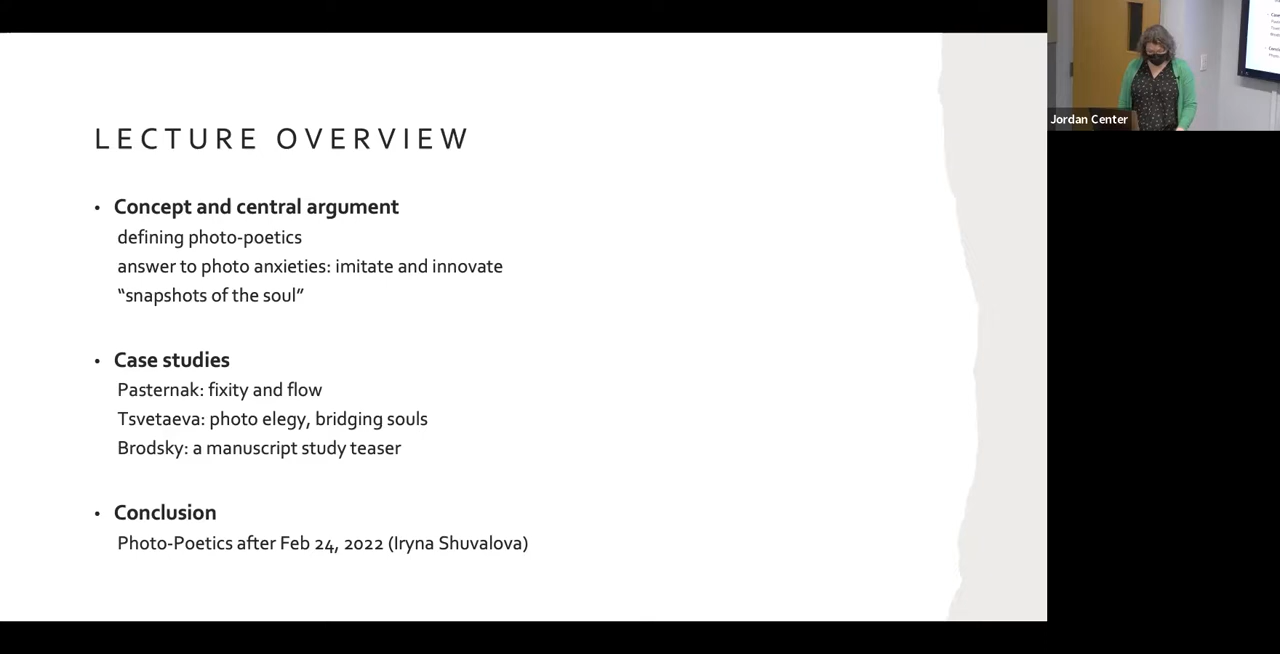 LECTURE OVERVIEW
• Concept and central argument
defining photo-poetics
answer to photo anxieties: imitate and innovate
“snapshots of the soul”
• Case studies
Pasternak: fixity and flow
Tsvetaeva: photo elegy, bridging souls
Brodsky: a manuscript study teaser
• Conclusion
Photo-Poetics after Feb 24, 2022 (Iryna Shuvalova)
Jordan Center